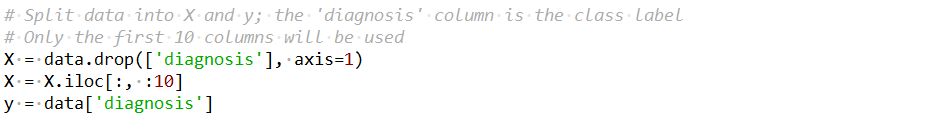 # Split data into X and y; the 'diagnosis' column is the class label
# Only the first 10 columns will be used
X = data.drop(['diagnosis'], axis=1)
X = X.iloc[:, :10]
y = data['diagnosis']